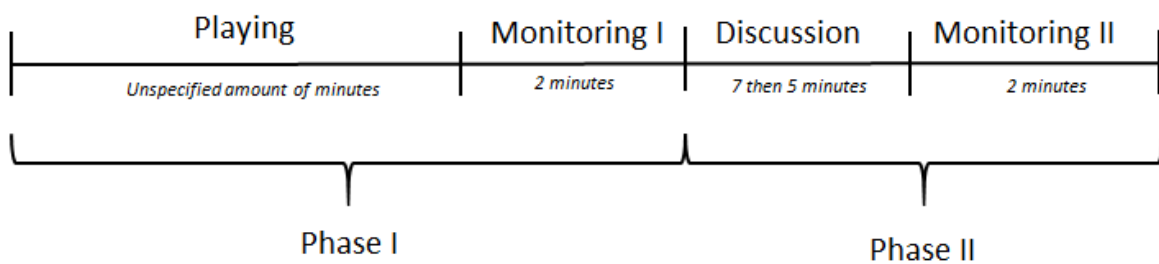 Playing
Monitoring I
Discussion
Monitoring II
Unspecified amount of minutes
2 minutes
7 then 5 minutes
2 minutes
Phase I
Phase II